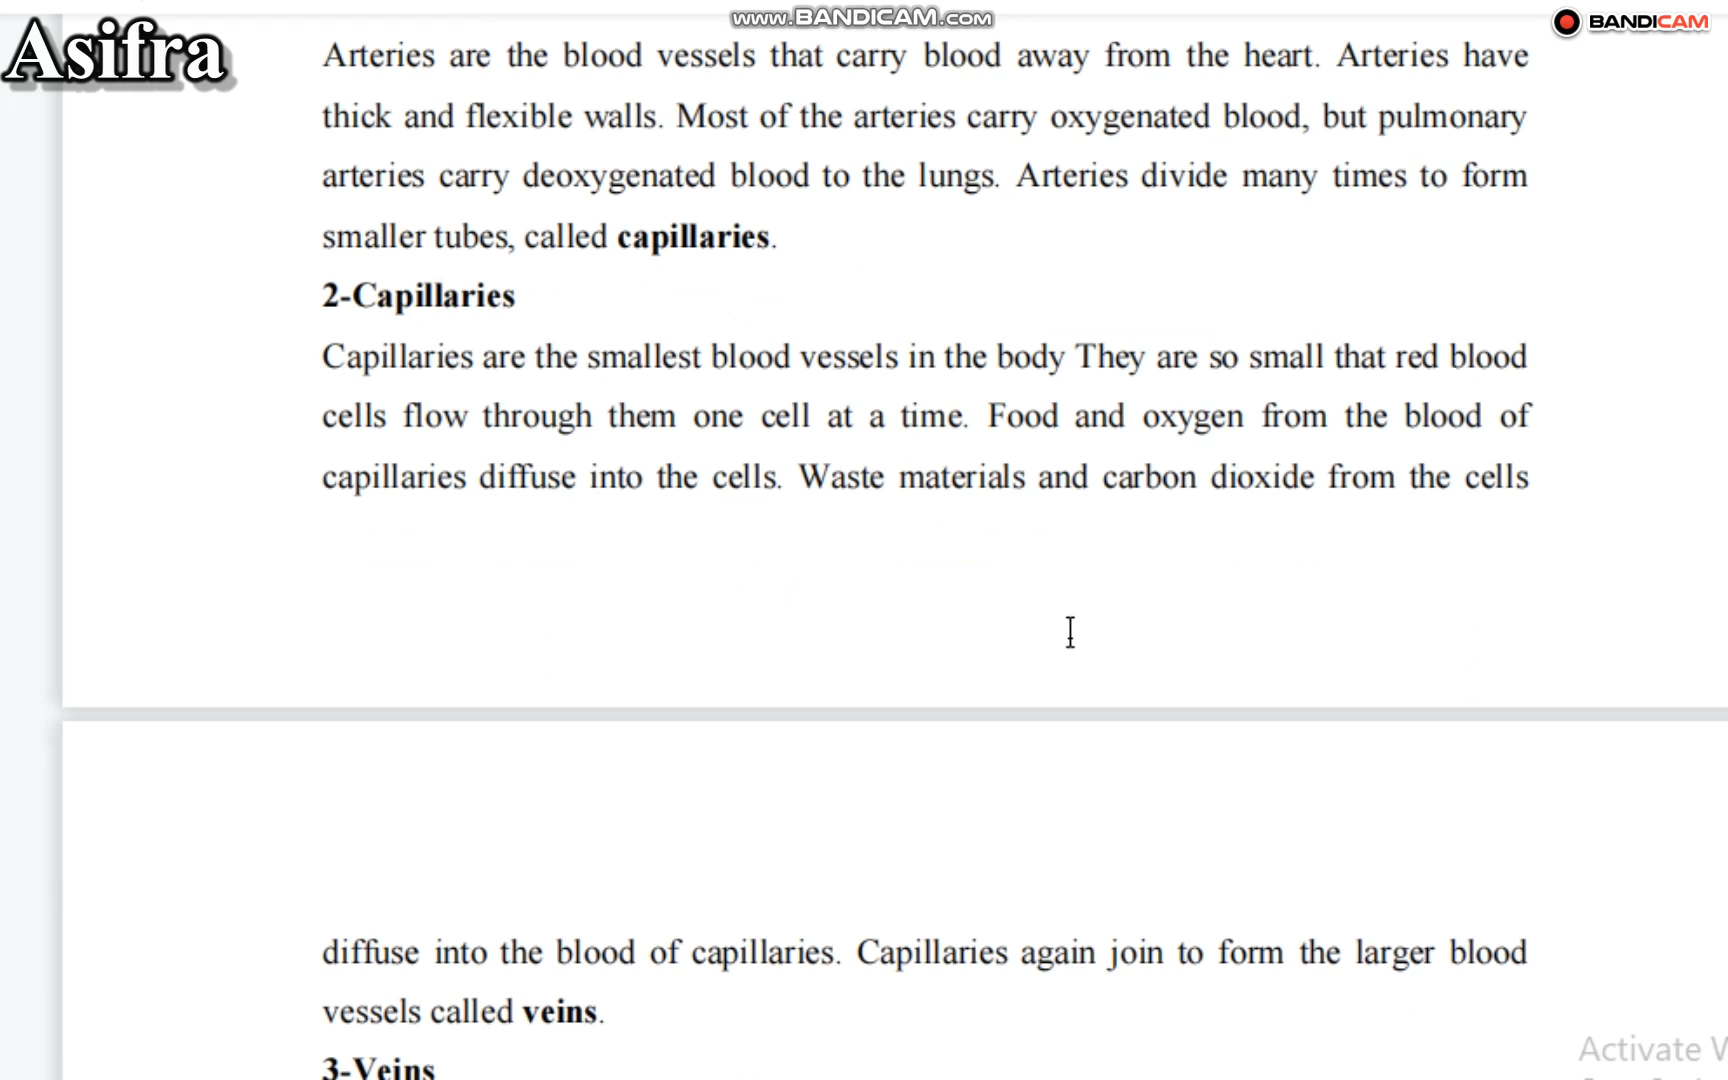 www.BANDICAM.com
BANDICAM
Asifra
Arteries are the blood vessels that carry blood away from the heart. Arteries have
thick and flexible walls. Most of the arteries carry oxygenated blood, but pulmonary
arteries carry deoxygenated blood to the lungs. Arteries divide many times to form
smaller tubes, called capillaries.
2-Capillaries
Capillaries are the smallest blood vessels in the body They are so small that red blood
cells flow through them one cell at a time. Food and oxygen from the blood of
capillaries diffuse into the cells. Waste materials and carbon dioxide from the cells
diffuse into the blood of capillaries. Capillaries again join to form the larger blood
vessels called veins.
3-Veins
Activate